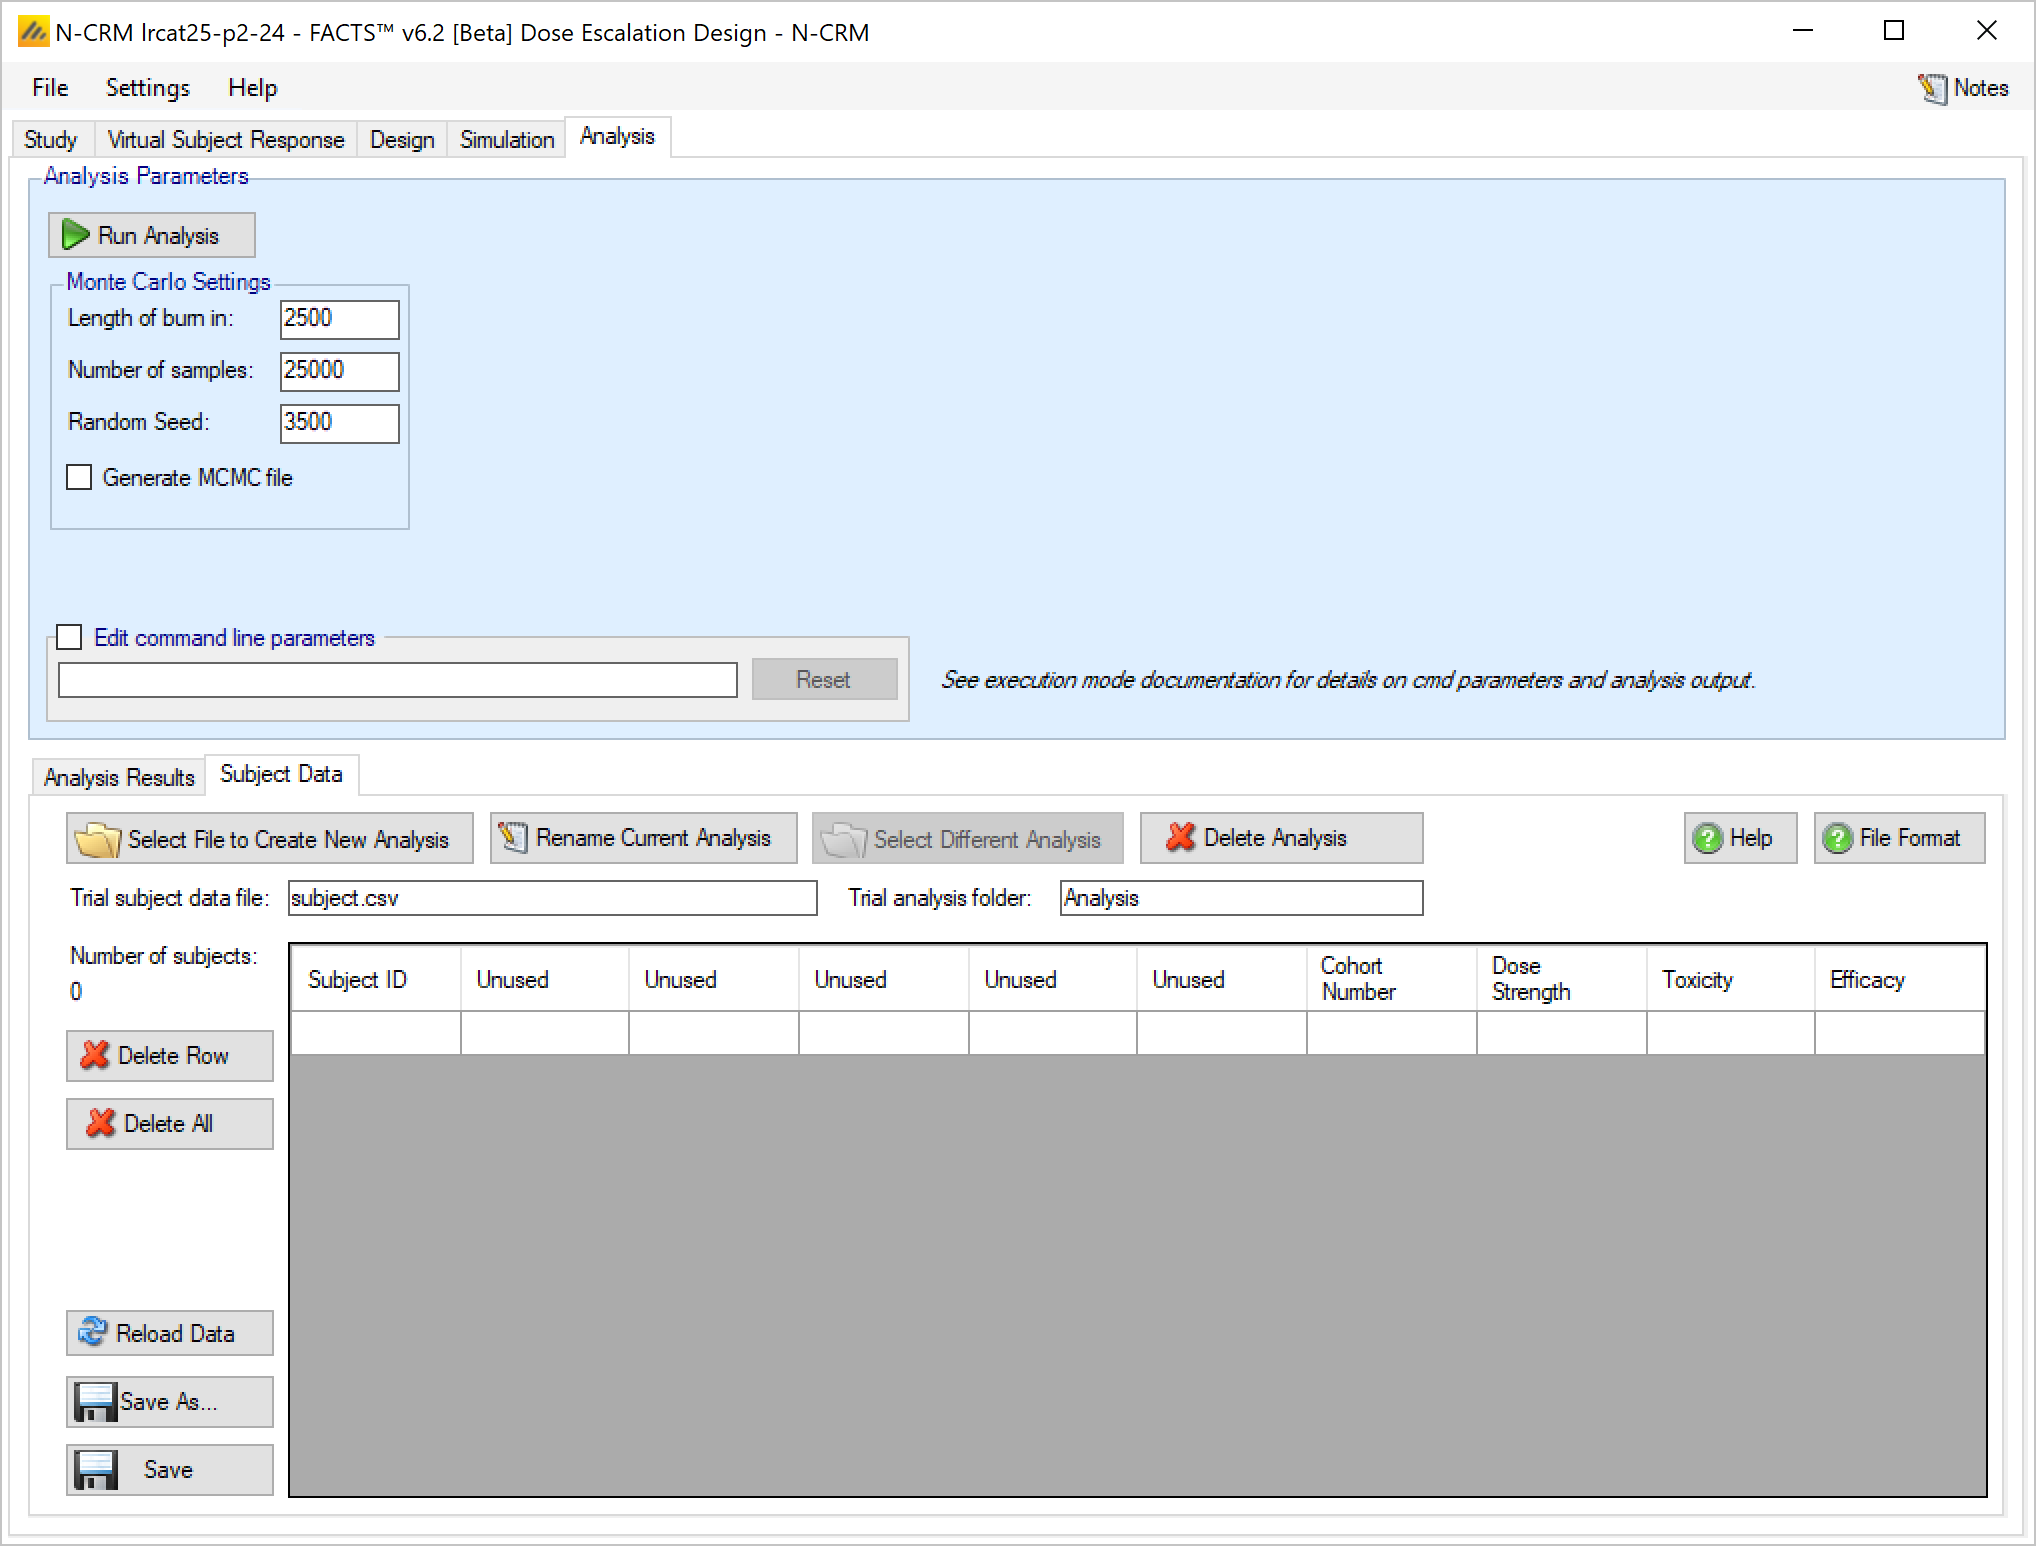 N-CRM lrcat25-p2-24 - FACTS™ v6.2 [Beta] Dose Escalation Design - N-CRM
File Settings Help Notes
Study Virtual Subject Response Design Simulation Analysis
Analysis Parameters
Run Analysis
Monte Carlo Settings
Length of burn in: 2500
Number of samples: 25000
Random Seed: 3500
Generate MCMC file
Edit command line parameters
Reset See execution mode documentation for details on cmd parameters and analysis output.
Analysis Results Subject Data
Select File to Create New Analysis Rename Current Analysis Select Different Analysis Delete Analysis Help File Format
Trial subject data file: subject.csv Trial analysis folder: Analysis
Number of subjects:
0
Subject ID Unused Unused Unused Unused Unused Cohort Number Dose Strength Toxicity Efficacy
Delete Row
Delete All
Reload Data
Save As...
Save